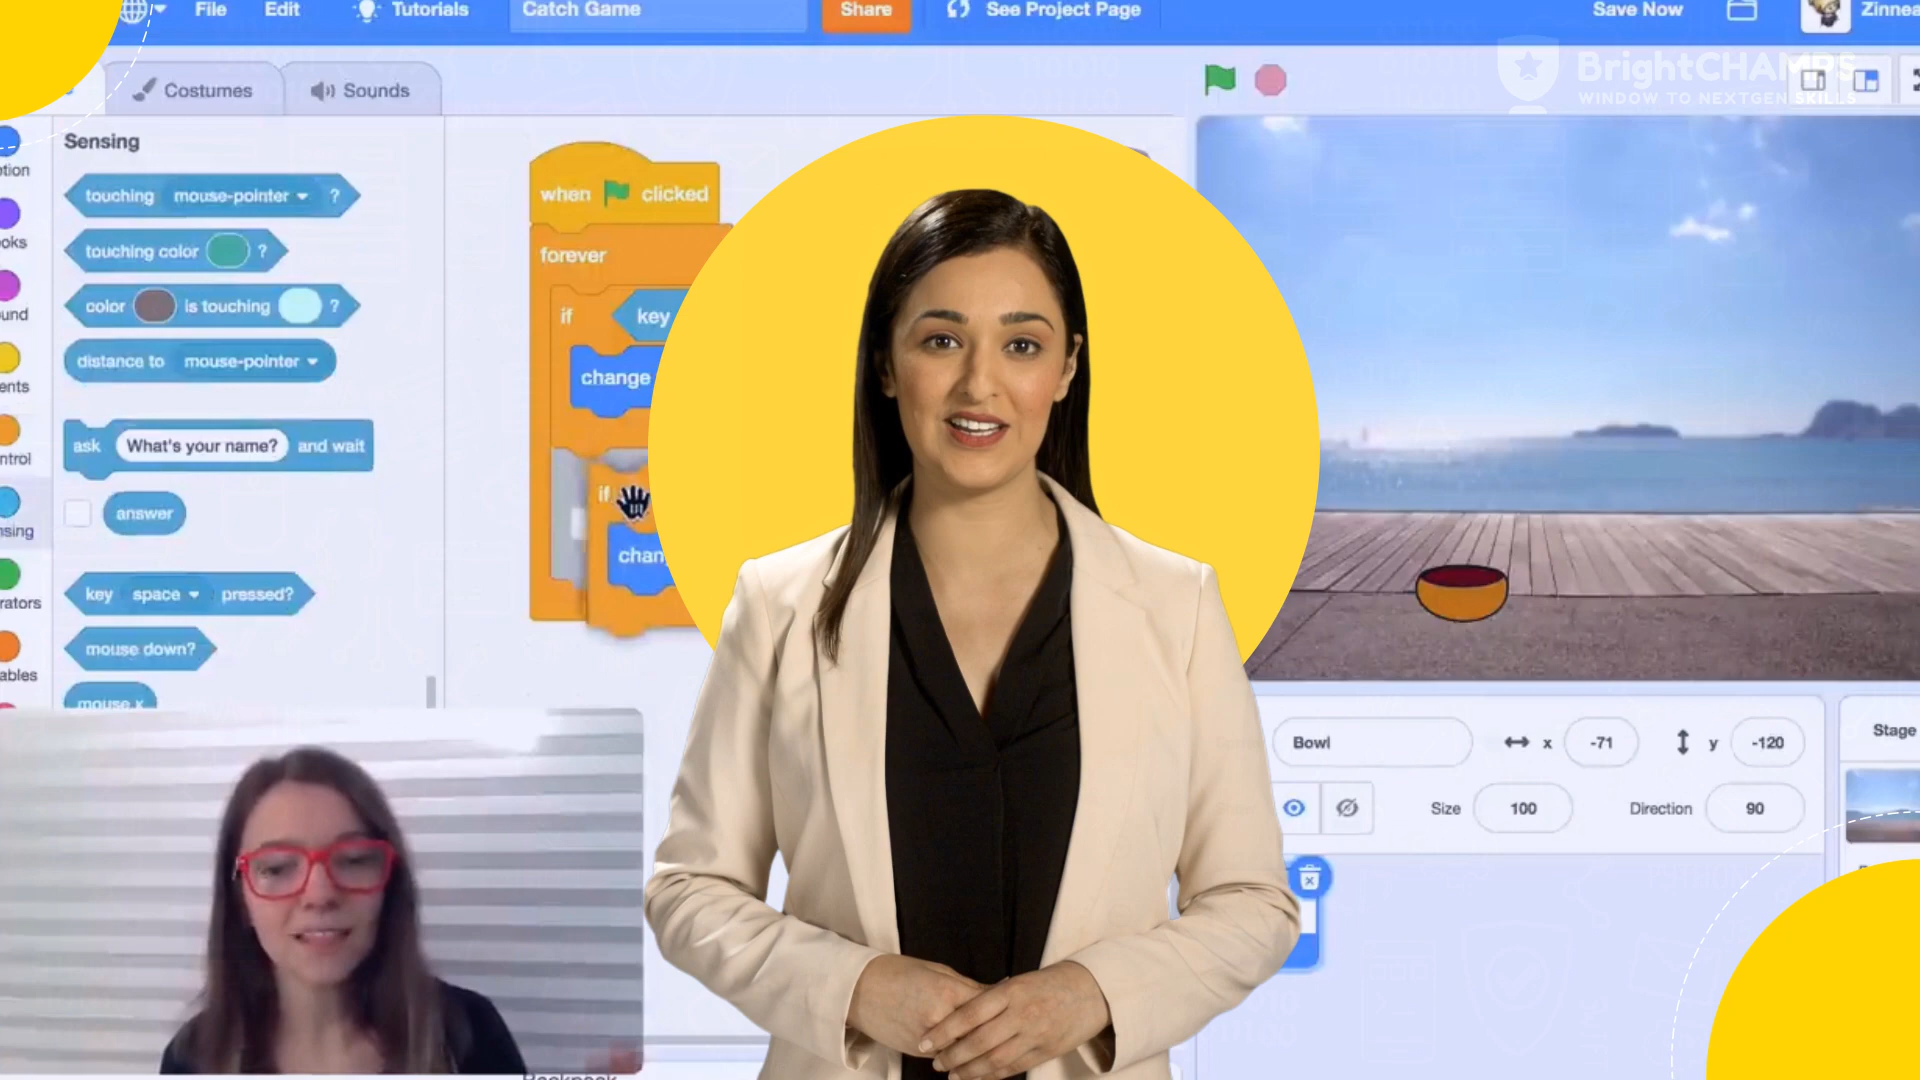 File Edit Tutorials Catch Game Share See Project Page Save Now
BrightCHAMPS
WINDOW TO NEXTGEN SKILLS
Costumes Sounds
Sensing
touching mouse-pointer ?
touching color ?
color is touching ?
distance to mouse-pointer
ask What's your name? and wait
answer
key space pressed?
mouse down?
mouse x
when clicked
forever
if key
change
if
Bowl x -71 y -120
Size 100 Direction 90
Stage